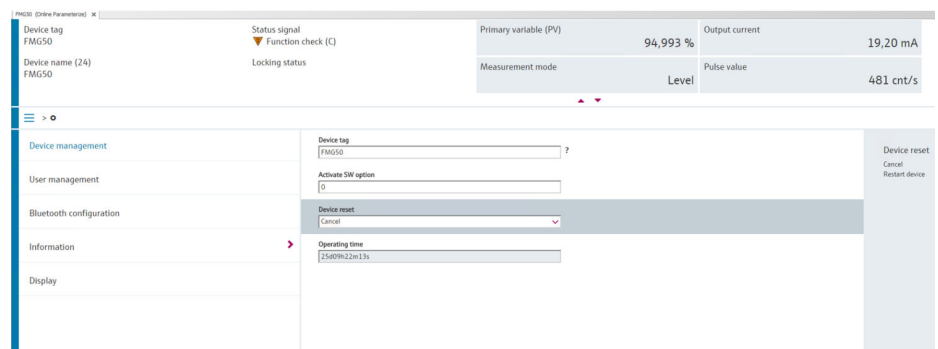 FMG50 (Online Parameterize) ×
Device tag
FMG50
Status signal
Function check (C)
Primary variable (PV)
94,993 %
Output current
19,20 mA
Device name (24)
FMG50
Locking status
Measurement mode
Level
Pulse value
481 cnt/s
>
Device management
User management
Bluetooth configuration
Information
Display
Device tag
FMG50
?
Activate SW option
0
Device reset
Cancel
Operating time
25d09h22m13s
Device reset
Cancel
Restart device